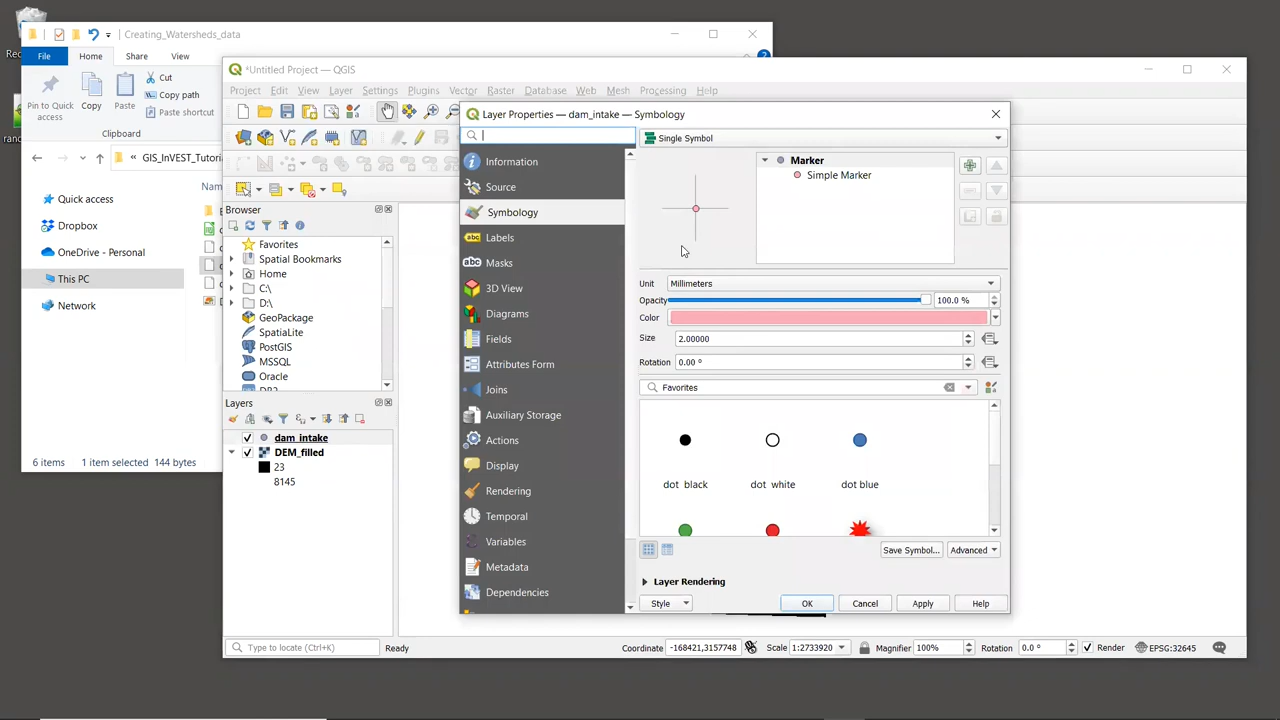 Creating_Watersheds_data
File
Home
Share
View
Pin to Quick access
Copy
Paste
Cut
Copy path
Paste shortcut
Clipboard
« GIS_InVEST_Tutori
Quick access
Dropbox
OneDrive - Personal
This PC
Network
6 items
1 item selected
144 bytes
*Untitled Project — QGIS
Project
Edit
View
Layer
Settings
Plugins
Vector
Raster
Database
Web
Mesh
Processing
Help
Browser
Favorites
Spatial Bookmarks
Home
C:\
D:\
GeoPackage
SpatiaLite
PostGIS
MSSQL
Oracle
DB2
Layers
dam_intake
DEM_filled
23
8145
Type to locate (Ctrl+K)
Ready
Coordinate
-168421,3157748
Scale
1:2733920
Magnifier
100%
Rotation
0.0 °
Render
EPSG:32645
Layer Properties — dam_intake — Symbology
Information
Source
Symbology
Labels
Masks
3D View
Diagrams
Fields
Attributes Form
Joins
Auxiliary Storage
Actions
Display
Rendering
Temporal
Variables
Metadata
Dependencies
Single Symbol
Marker
Simple Marker
Unit
Millimeters
Opacity
100.0 %
Color
Size
2.00000
Rotation
0.00 °
Favorites
dot black
dot white
dot blue
Save Symbol...
Advanced
Layer Rendering
Style
OK
Cancel
Apply
Help